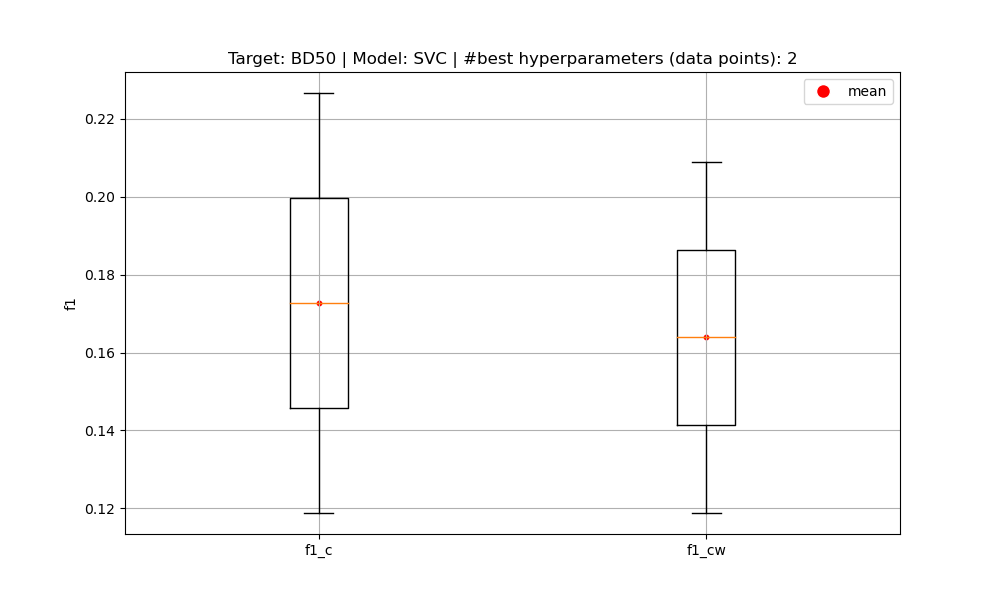 Target: BD50 | Model: SVC | #best hyperparameters (data points): 2
mean
0.22
0.20
0.18
0.16
0.14
0.12
f1
f1_c
f1_cw